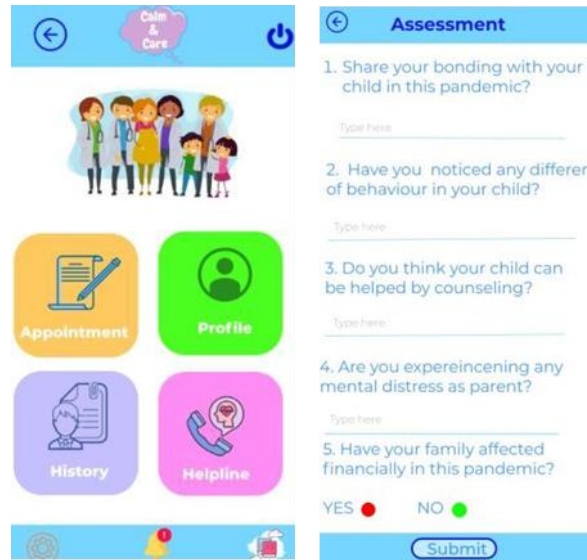 Calm
&
Care
Appointment
Profile
History
Helpline
Assessment
1. Share your bonding with your
child in this pandemic?
Type here
2. Have you noticed any differen
of behaviour in your child?
Type here
3. Do you think your child can
be helped by counseling?
Type here
4. Are you expereincening any
mental distress as parent?
Type here
5. Have your family affected
financially in this pandemic?
YES NO
Submit